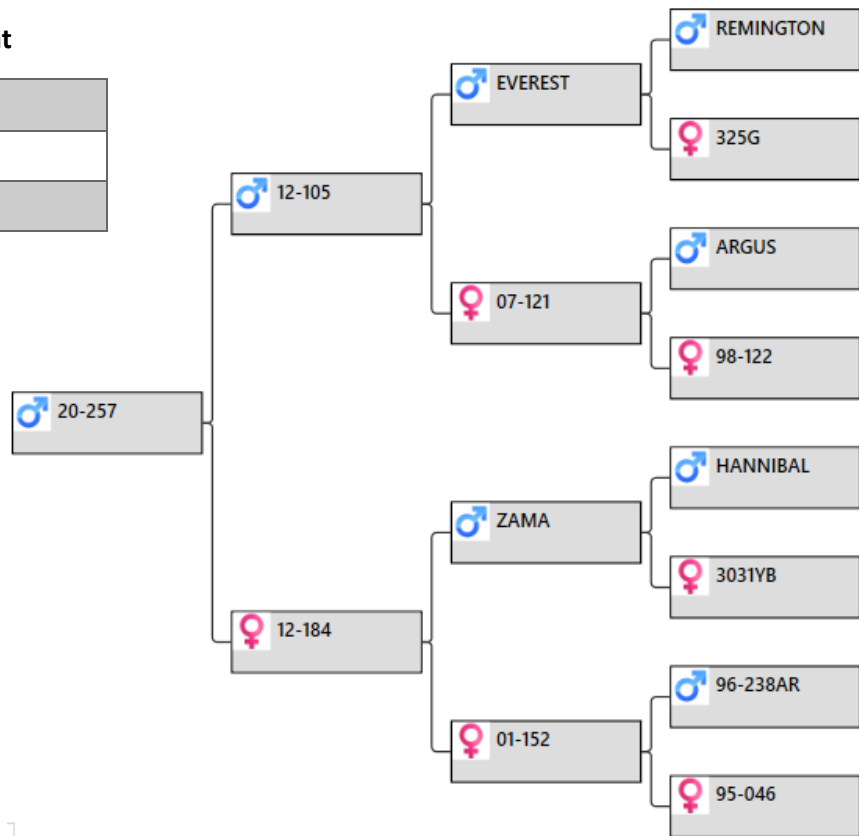 REMINGTON
EVEREST
325G
12-105
ARGUS
07-121
98-122
20-257
HANNIBAL
ZAMA
3031YB
12-184
96-238AR
01-152
95-046